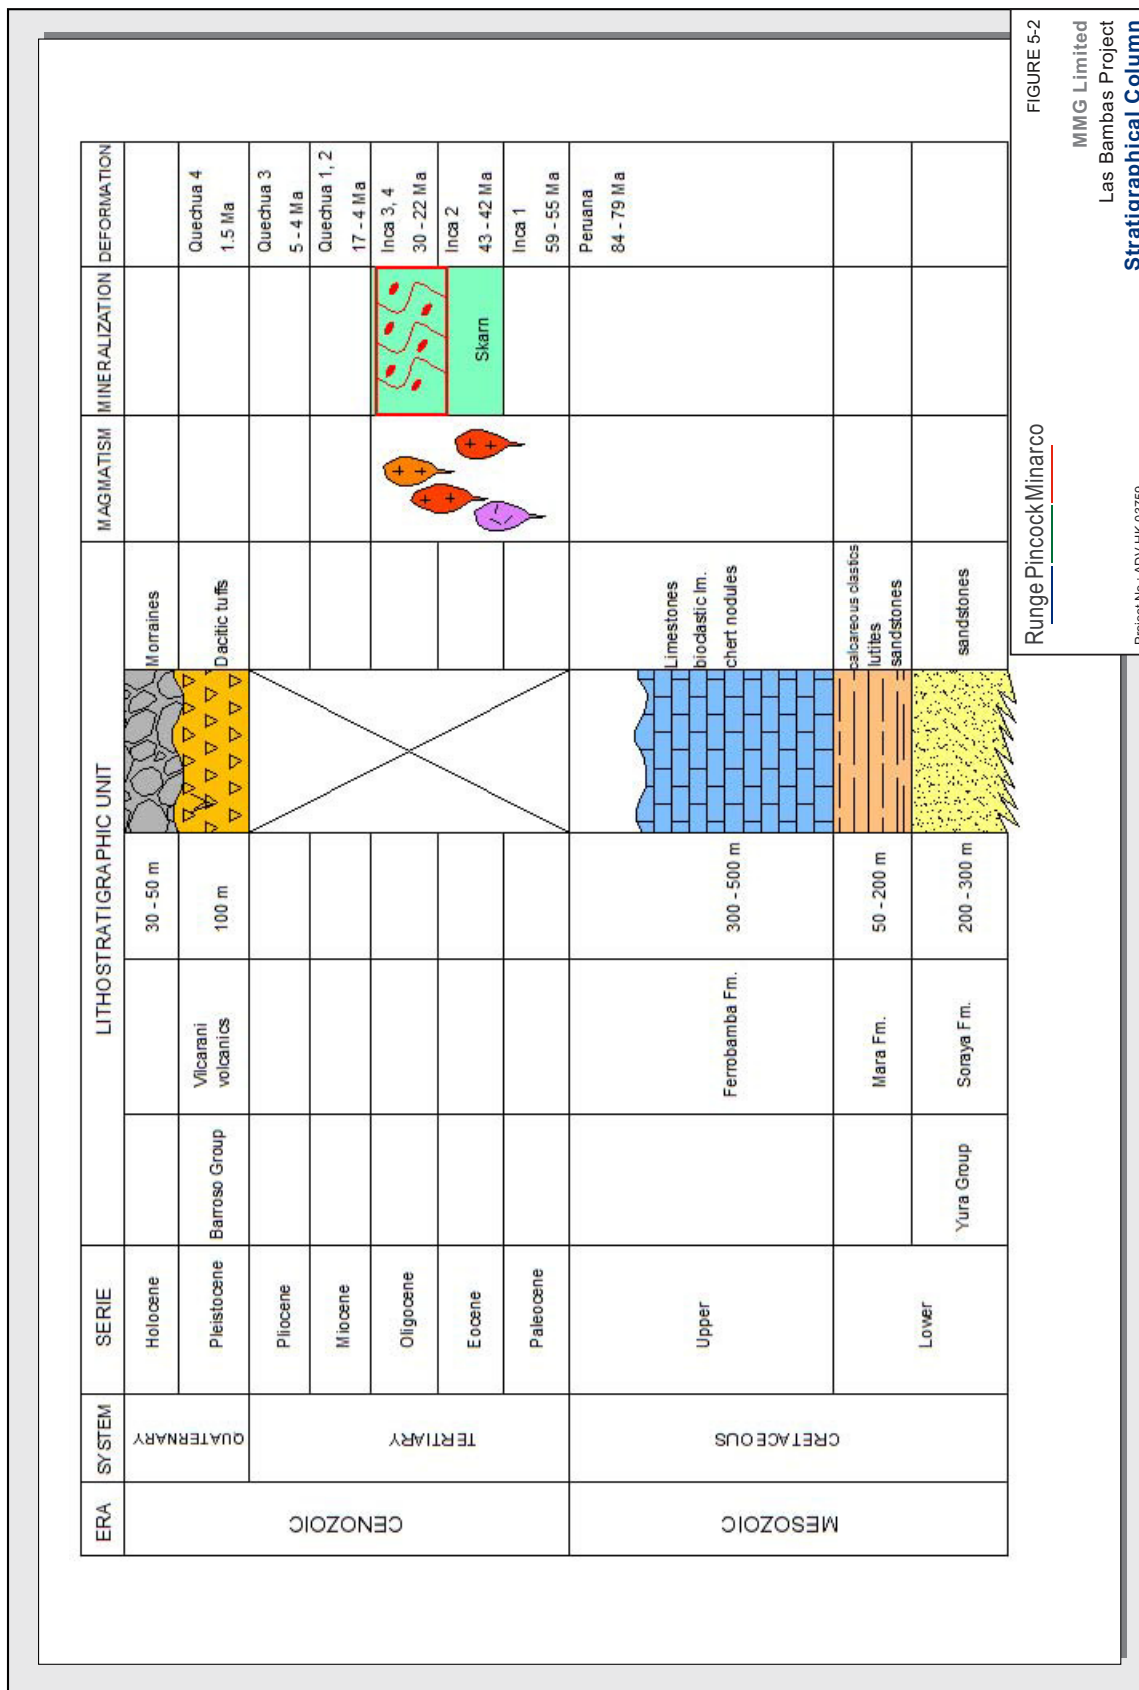 ERA
SYSTEM
SERIE
LITHOSTRATIGRAPHIC UNIT
MAGMATISM
MINERALIZATION
DEFORMATION
CENOZOIC
QUATERNARY
Holocene
30 - 50 m
Morraines
Pleistocene
Barroso Group
Vilcarani
volcanics
100 m
Dacitic tuffs
Quechua 4
1.5 Ma
TERTIARY
Pliocene
Quechua 3
5 - 4 Ma
Miocene
Quechua 1, 2
17 - 4 Ma
Oligocene
Inca 3, 4
30 - 22 Ma
Eocene
Skarn
Inca 2
43 - 42 Ma
Paleocene
Inca 1
59 - 55 Ma
MESOZOIC
CRETACEOUS
Upper
Ferrobamba Fm.
300 - 500 m
Limestones
bioclastic lm.
chert nodules
Peruana
84 - 79 Ma
Lower
Mara Fm.
50 - 200 m
calcareous clastics
lutites
sandstones
Yura Group
Soraya Fm.
200 - 300 m
sandstones
Runge Pincock Minarco
FIGURE 5-2
MMG Limited
Las Bambas Project
Stratigraphical Column